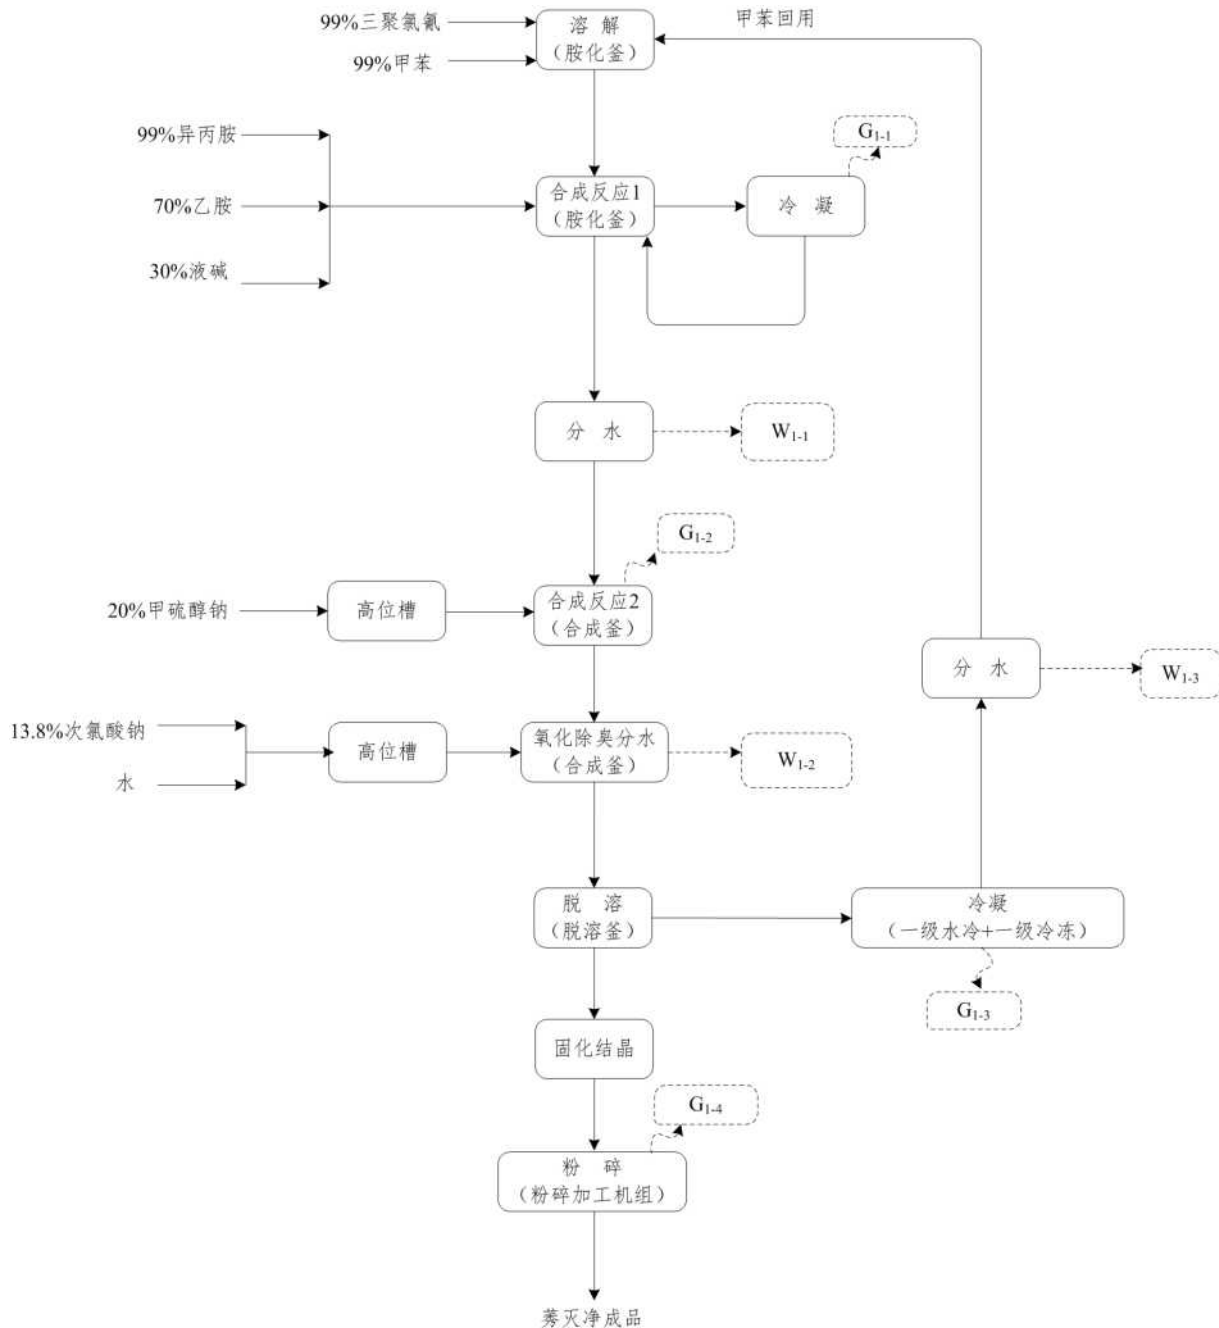 99%三聚氯氰
99%甲苯
溶 解
(胺化釜)
甲苯回用
99%异丙胺
70%乙胺
30%液碱
合成反应1
(胺化釜)
冷 凝
G1-1
分 水
W1-1
G1-2
20%甲硫醇钠
高位槽
合成反应2
(合成釜)
分 水
W1-3
13.8%次氯酸钠
水
高位槽
氧化除臭分水
(合成釜)
W1-2
脱 溶
(脱溶釜)
冷凝
(一级水冷+一级冷冻)
G1-3
固化结晶
G1-4
粉 碎
(粉碎加工机组)
莠灭净成品